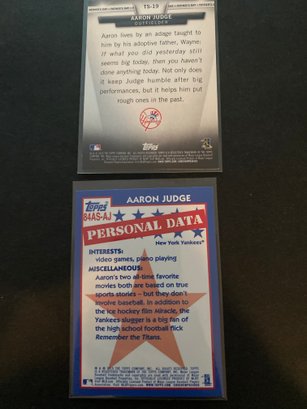 TS-19
AARON JUDGE
OUTFIELDER
Aaron lives by an adage taught to
him by his adoptive father, Wayne:
If what you did yesterday still
seems big today, then you haven't
done anything today. Not only does
it keep Judge humble after big
performances, but it helps him put
rough ones in the past.
Topps
AARON JUDGE
Topps
84AS-AJ
PERSONAL DATA
New York Yankees®
INTERESTS:
video games, piano playing
MISCELLANEOUS:
Aaron's two all-time favorite
movies both are based on true
sports stories – but they don't
involve baseball. In addition to
the ice hockey film Miracle, the
Yankees slugger is a big fan of
the high school football flick
Remember the Titans.